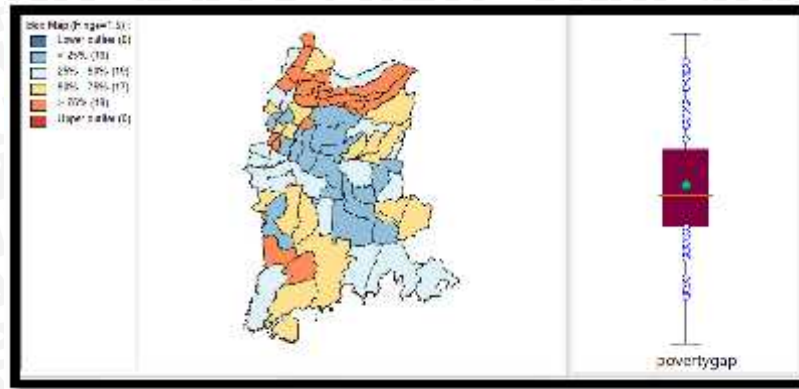 Box Map (Hinge=1.5) :
Lower outlier (0)
< 25% (18)
25% - 50% (19)
50% - 75% (17)
> 75% (18)
Upper outlier (0)
povertygap